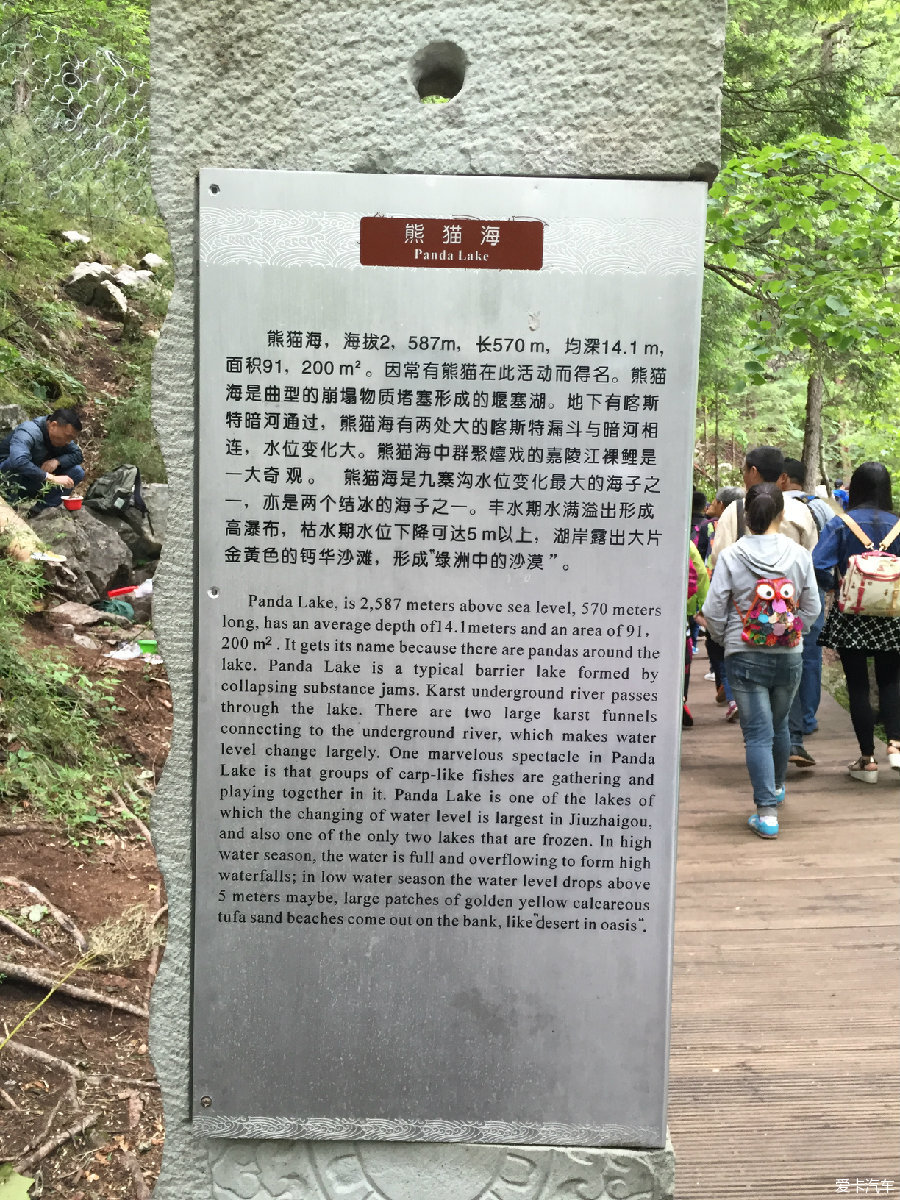 熊猫海
Panda Lake
熊猫海，海拔2，587m，长570 m，均深14.1 m，
面积91，200 m²。因常有熊猫在此活动而得名。熊猫
海是曲型的崩塌物质堵塞形成的堰塞湖。地下有喀斯
特暗河通过，熊猫海有两处大的喀斯特漏斗与暗河相
连，水位变化大。熊猫海中群聚嬉戏的嘉陵江裸鲤是
一大奇观。 熊猫海是九寨沟水位变化最大的海子之
一，亦是两个结冰的海子之一。丰水期水满溢出形成
高瀑布，枯水期水位下降可达5 m以上，湖岸露出大片
金黄色的钙华沙滩，形成"绿洲中的沙漠"。
Panda Lake, is 2,587 meters above sea level, 570 meters
long, has an average depth of14.1meters and an area of 91,
200 m². It gets its name because there are pandas around the
lake. Panda Lake is a typical barrier lake formed by
collapsing substance jams. Karst underground river passes
through the lake. There are two large karst funnels
connecting to the underground river, which makes water
level change largely. One marvelous spectacle in Panda
Lake is that groups of carp-like fishes are gathering and
playing together in it. Panda Lake is one of the lakes of
which the changing of water level is largest in Jiuzhaigou,
and also one of the only two lakes that are frozen. In high
water season, the water is full and overflowing to form high
waterfalls; in low water season the water level drops above
5 meters maybe, large patches of golden yellow calcareous
tufa sand beaches come out on the bank, like"desert in oasis".
爱卡汽车